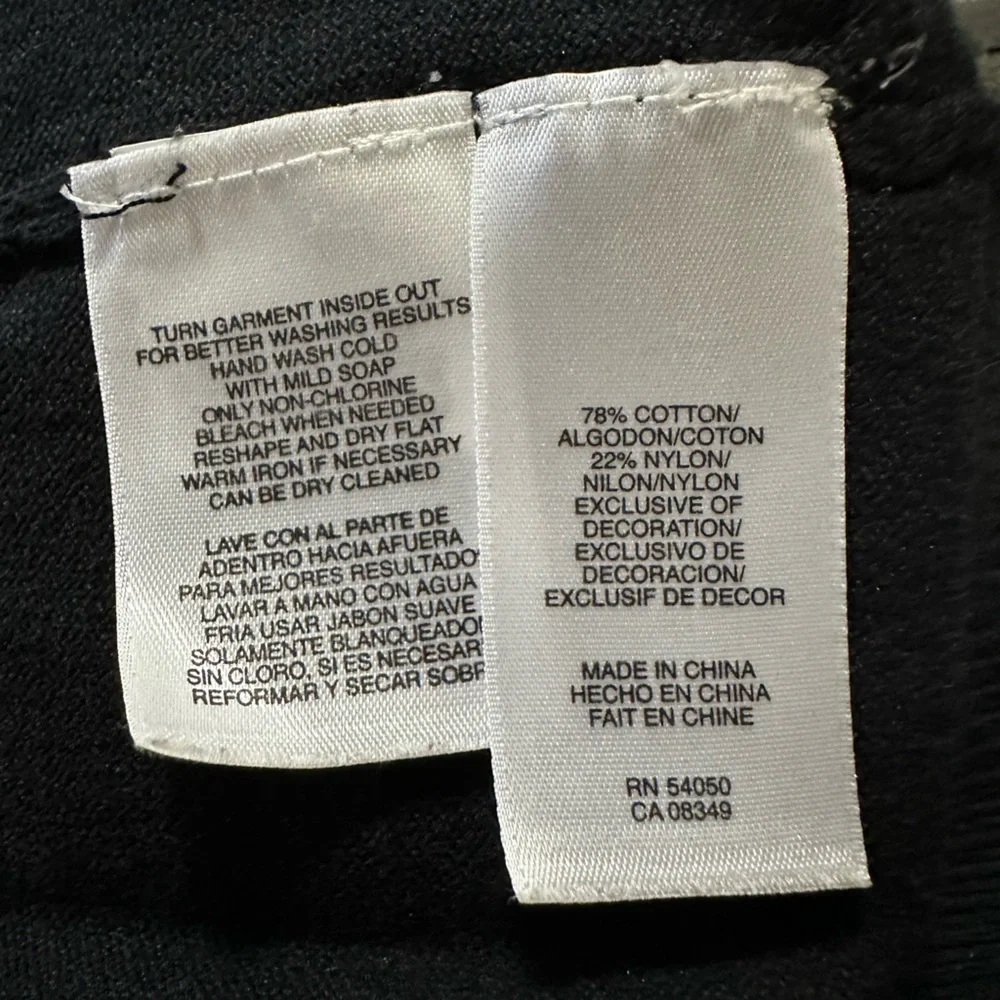 TURN GARMENT INSIDE OUT
FOR BETTER WASHING RESULTS
HAND WASH COLD
WITH MILD SOAP
ONLY NON-CHLORINE
BLEACH WHEN NEEDED
RESHAPE AND DRY FLAT
WARM IRON IF NECESSARY
CAN BE DRY CLEANED
LAVE CON AL PARTE DE
ADENTRO HACIA AFUERA
PARA MEJORES RESULTADO
LAVAR A MANO CON AGUA
FRIA USAR JABON SUAVE
SOLAMENTE BLANQUEADO
SIN CLORO, SI ES NECESAR
REFORMAR Y SECAR SOBR
78% COTTON/
ALGODON/COTON
22% NYLON/
NILON/NYLON
EXCLUSIVE OF
DECORATION/
EXCLUSIVO DE
DECORACION/
EXCLUSIF DE DECOR
MADE IN CHINA
HECHO EN CHINA
FAIT EN CHINE
RN 54050
CA 08349